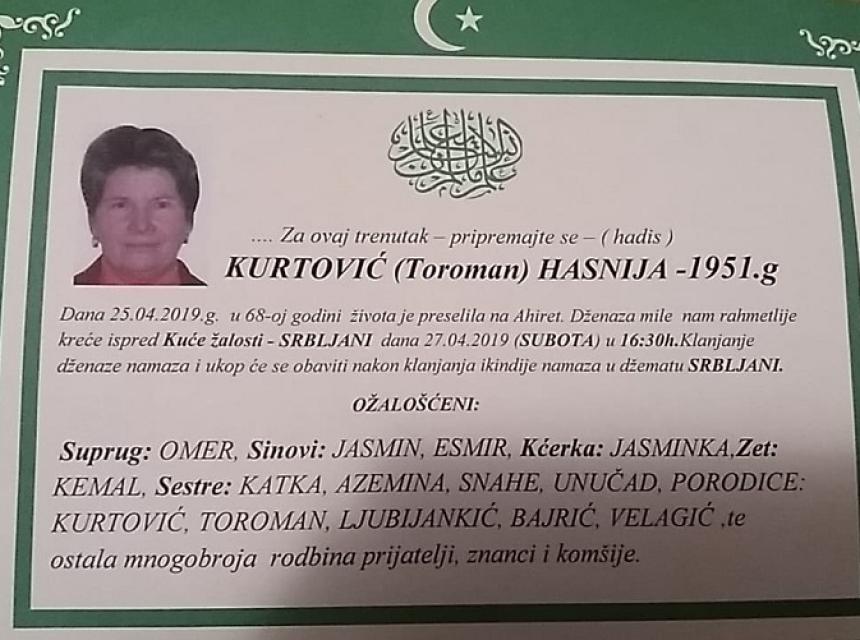 .... Za ovaj trenutak – pripremajte se – ( hadis )
KURTOVIĆ (Toroman) HASNIJA -1951.g
Dana 25.04.2019.g. u 68-oj godini života je preselila na Ahiret. Dženaza mile nam rahmetlije
kreće ispred Kuće žalosti - SRBLJANI dana 27.04.2019 (SUBOTA) u 16:30h.Klanjanje
dženaze namaza i ukop će se obaviti nakon klanjanja ikindije namaza u džematu SRBLJANI.
OŽALOŠĆENI:
Suprug: OMER, Sinovi: JASMIN, ESMIR, Kćerka: JASMINKA,Zet:
KEMAL, Sestre: KATKA, AZEMINA, SNAHE, UNUČAD, PORODICE:
KURTOVIĆ, TOROMAN, LJUBIJANKIĆ, BAJRIĆ, VELAGIĆ ,te
ostala mnogobroja rodbina prijatelji, znanci i komšije.